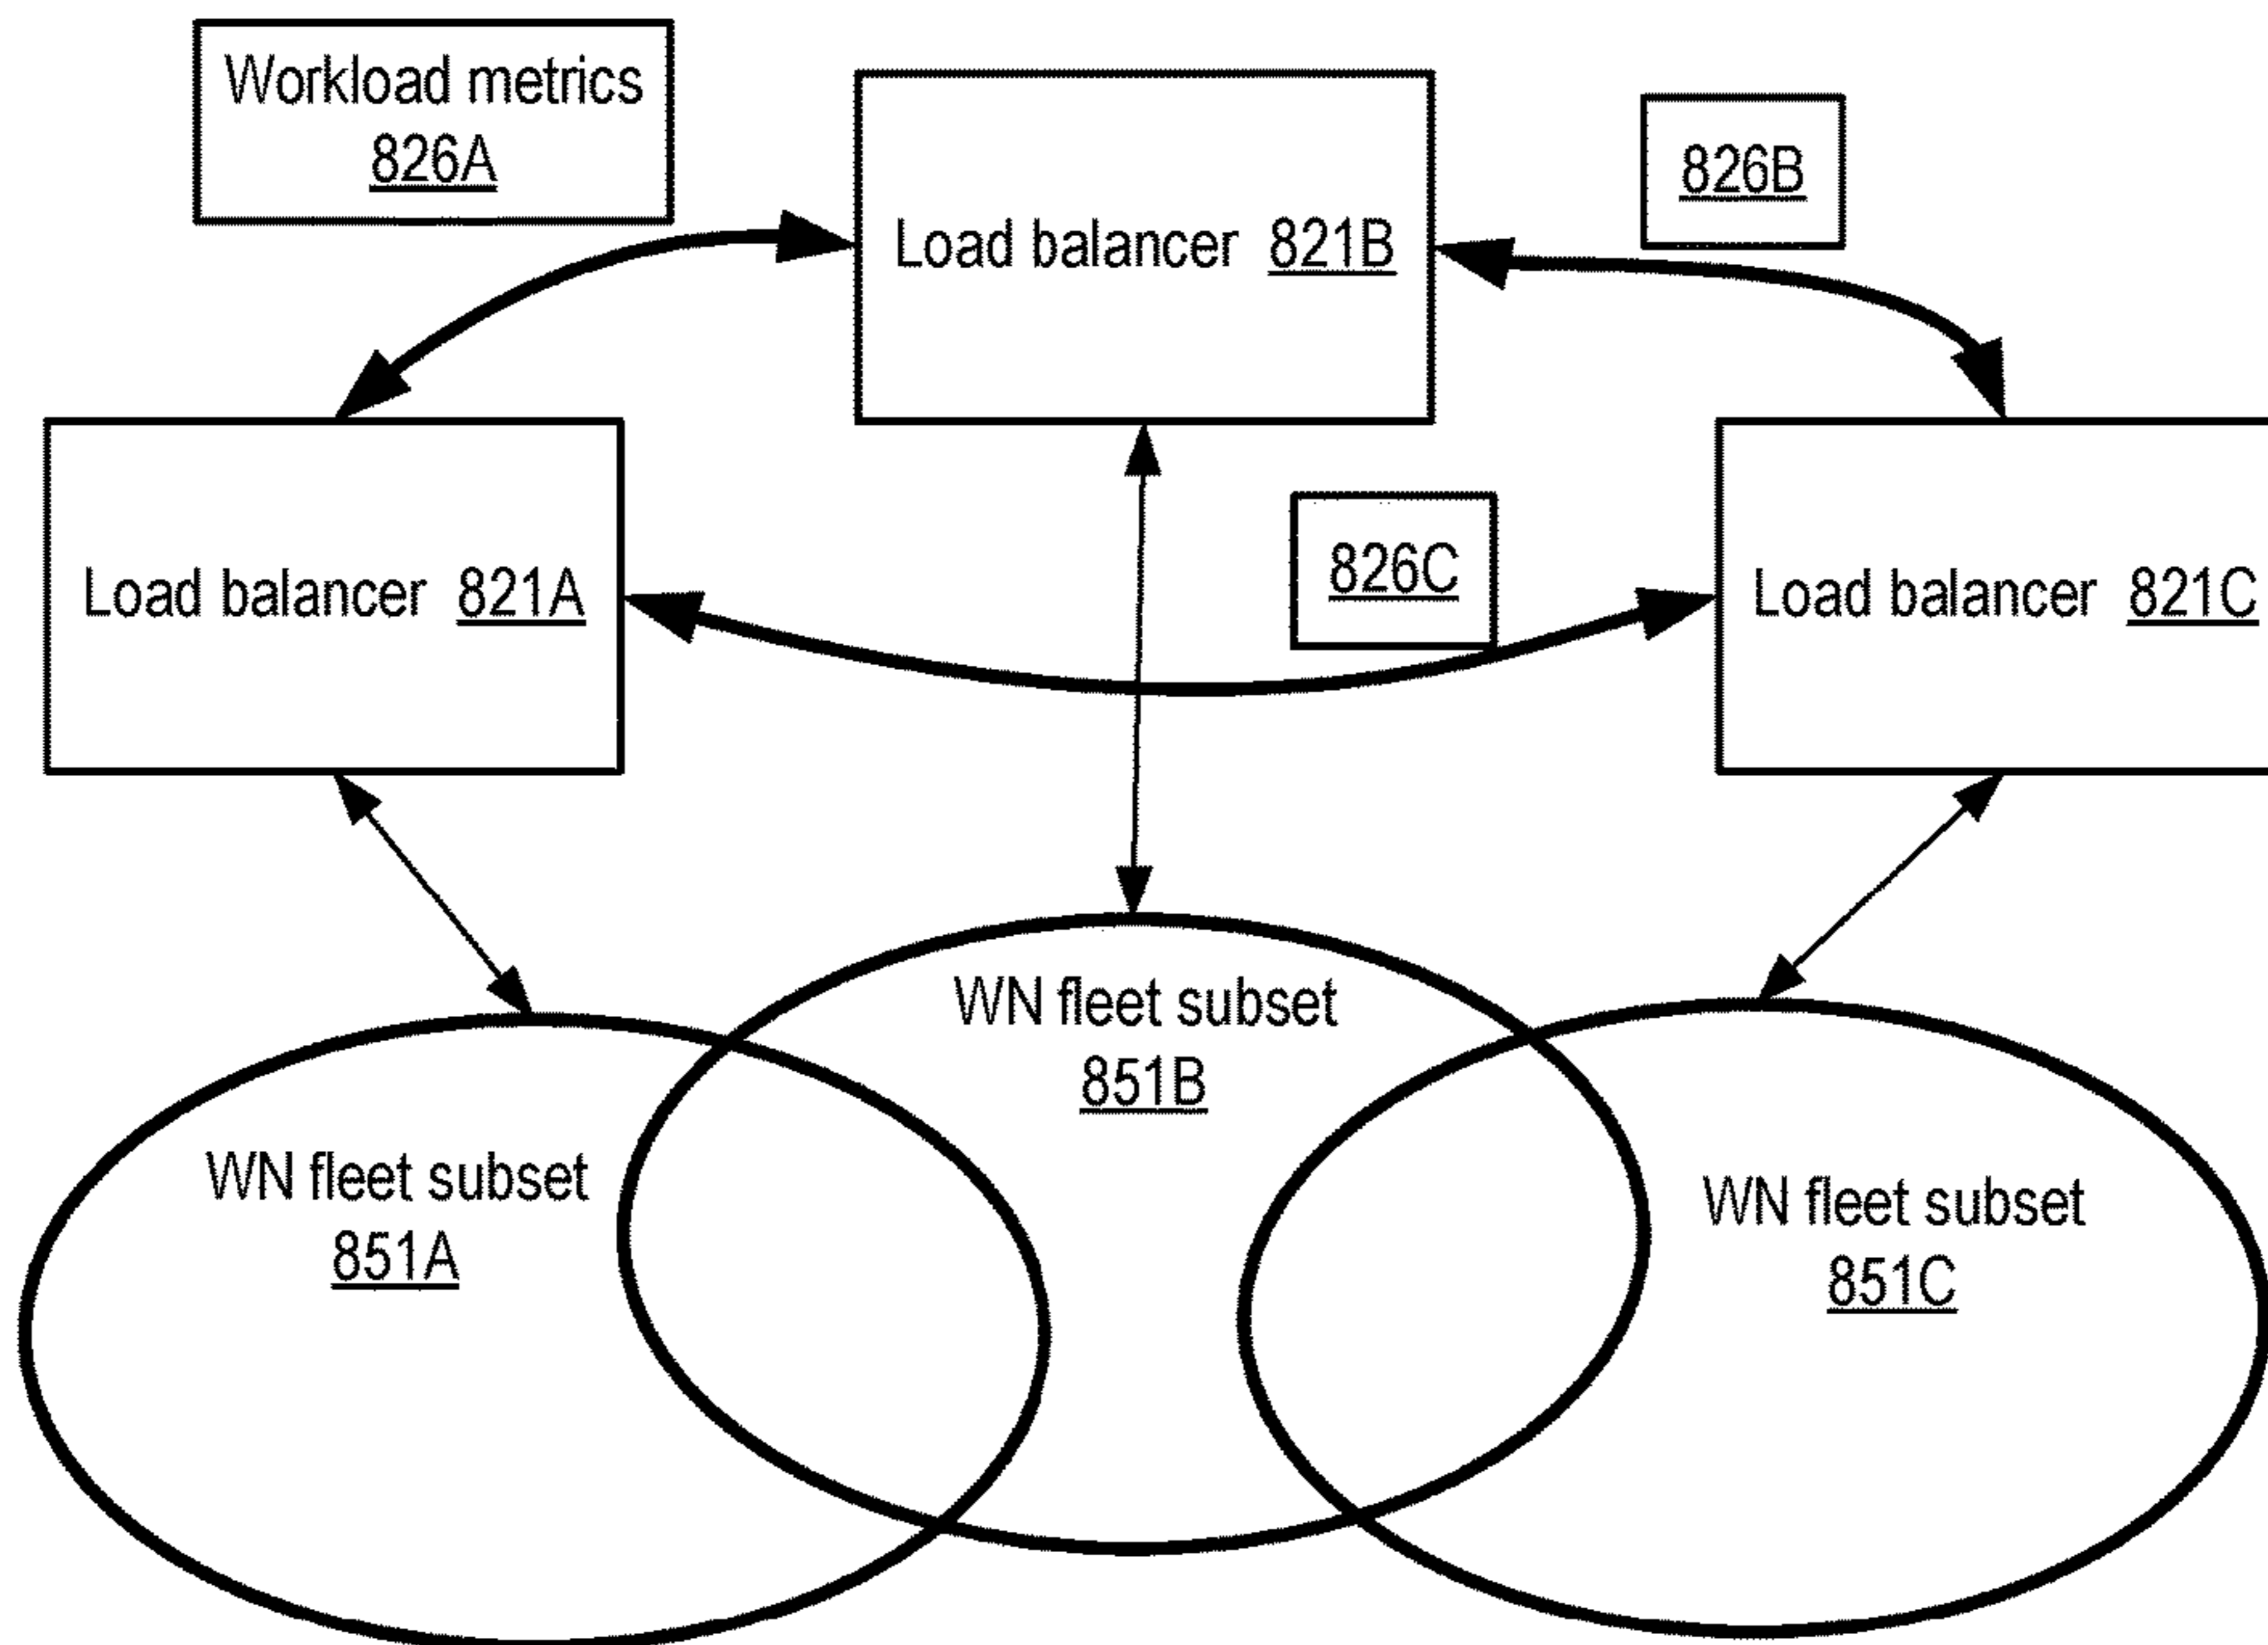 Workload metrics
826A
Load balancer 821B
826B
826C
Load balancer 821A
Load balancer 821C
WN fleet subset
851B
WN fleet subset
851A
WN fleet subset
851C